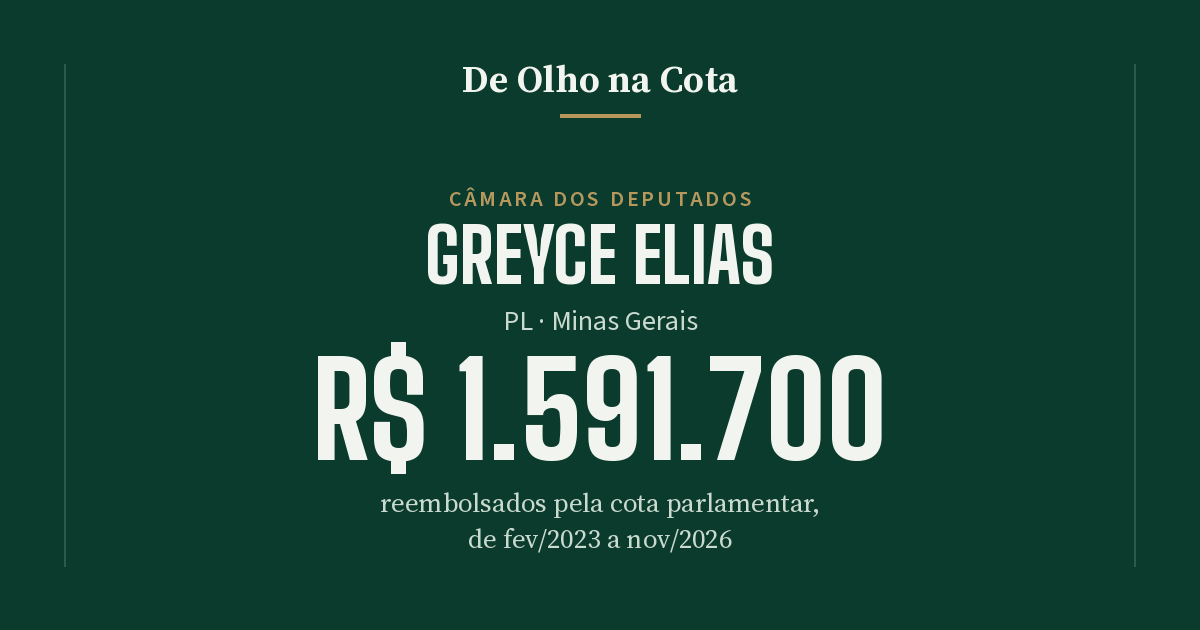 De Olho na Cota
CÂMARA DOS DEPUTADOS
GREYCE ELIAS
PL · Minas Gerais
R$ 1.591.700
reembolsados pela cota parlamentar,
de fev/2023 a nov/2026